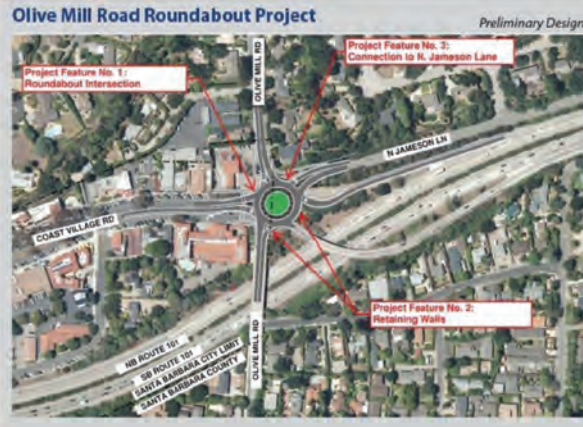 Olive Mill Road Roundabout Project
Preliminary Design
Project Feature No. 1:
Roundabout Intersection
OLIVE MILL RD
Project Feature No. 3:
Connection to N. Jameson Lane
N JAMESON LN
COAST VILLAGE RD
Project Feature No. 2:
Retaining Walls
NB ROUTE 101
SB ROUTE 101
SANTA BARBARA CITY LIMIT
SANTA BARBARA COUNTY
OLIVE MILL RD